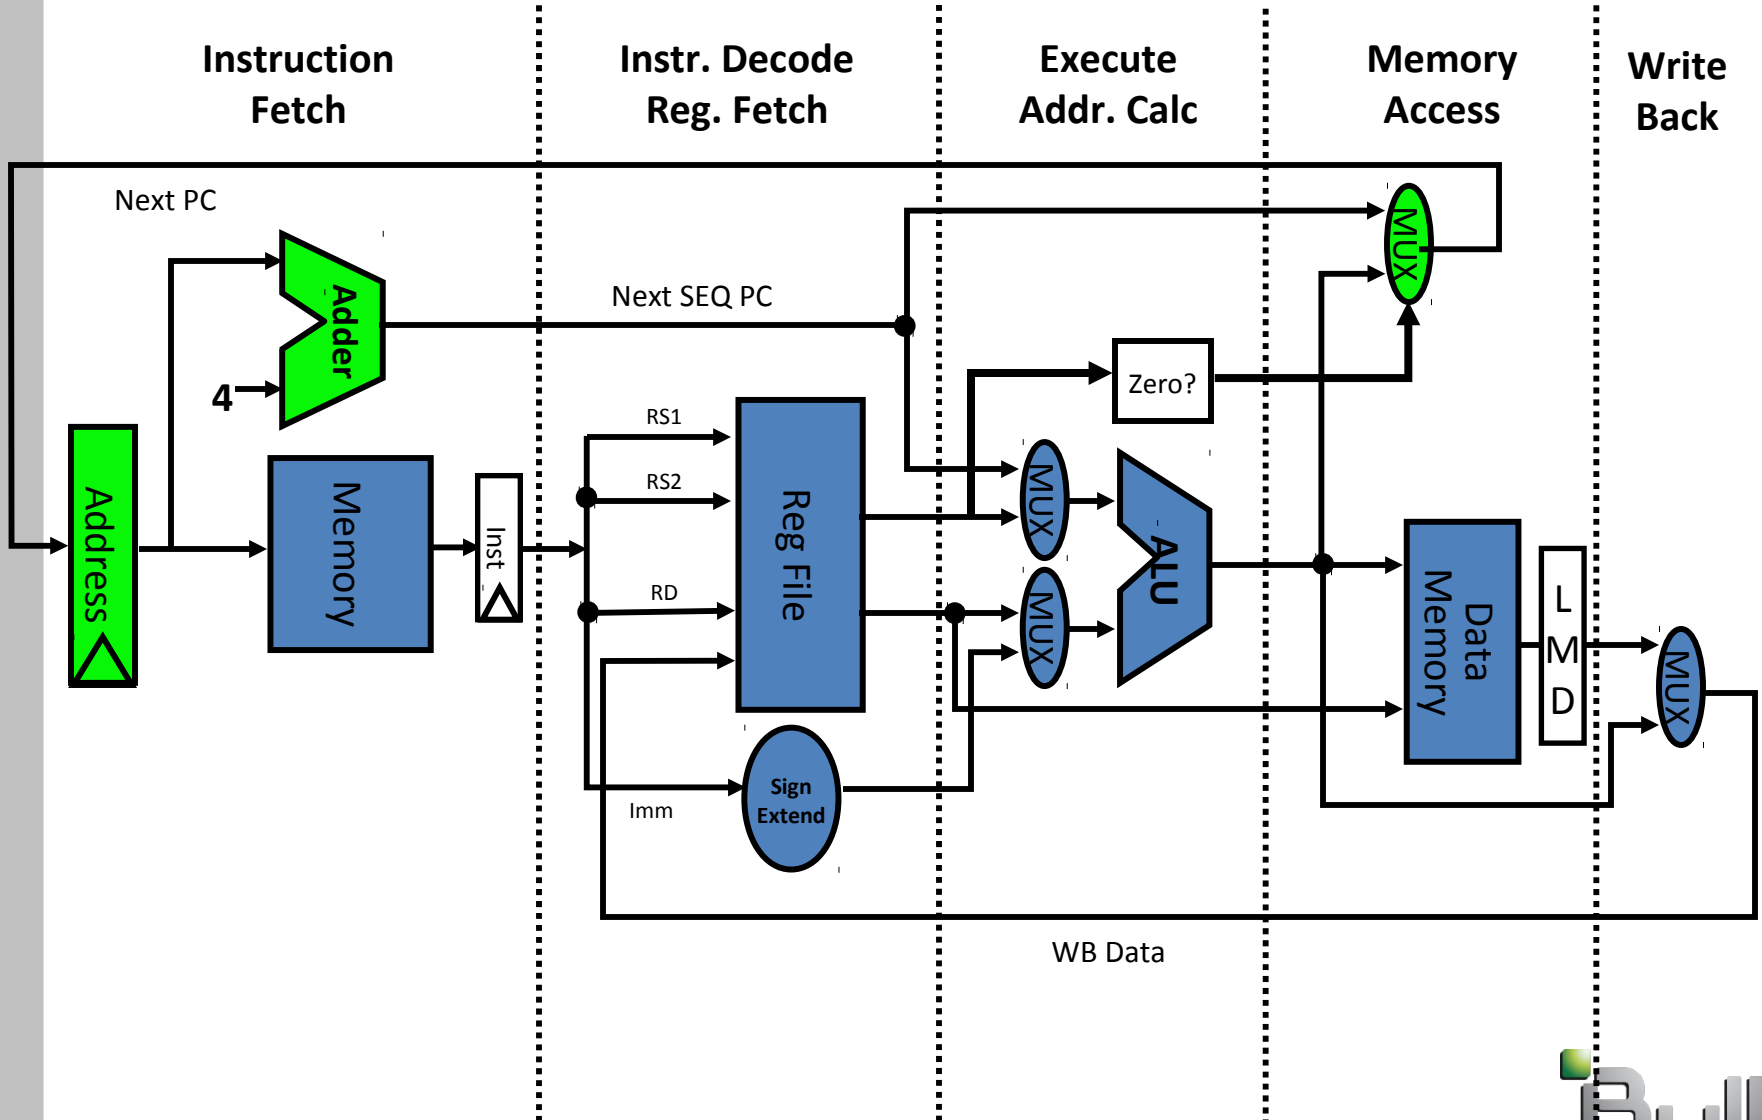 Instruction
Fetch
Instr. Decode
Reg. Fetch
Execute
Addr. Calc
Memory
Access
Write
Back
Next PC
MUX
Adder
Next SEQ PC
4
Zero?
RS1
RS2
RD
Imm
Address
Memory
Inst
Reg File
Sign
Extend
MUX
MUX
ALU
Data
Memory
L
M
D
MUX
WB Data